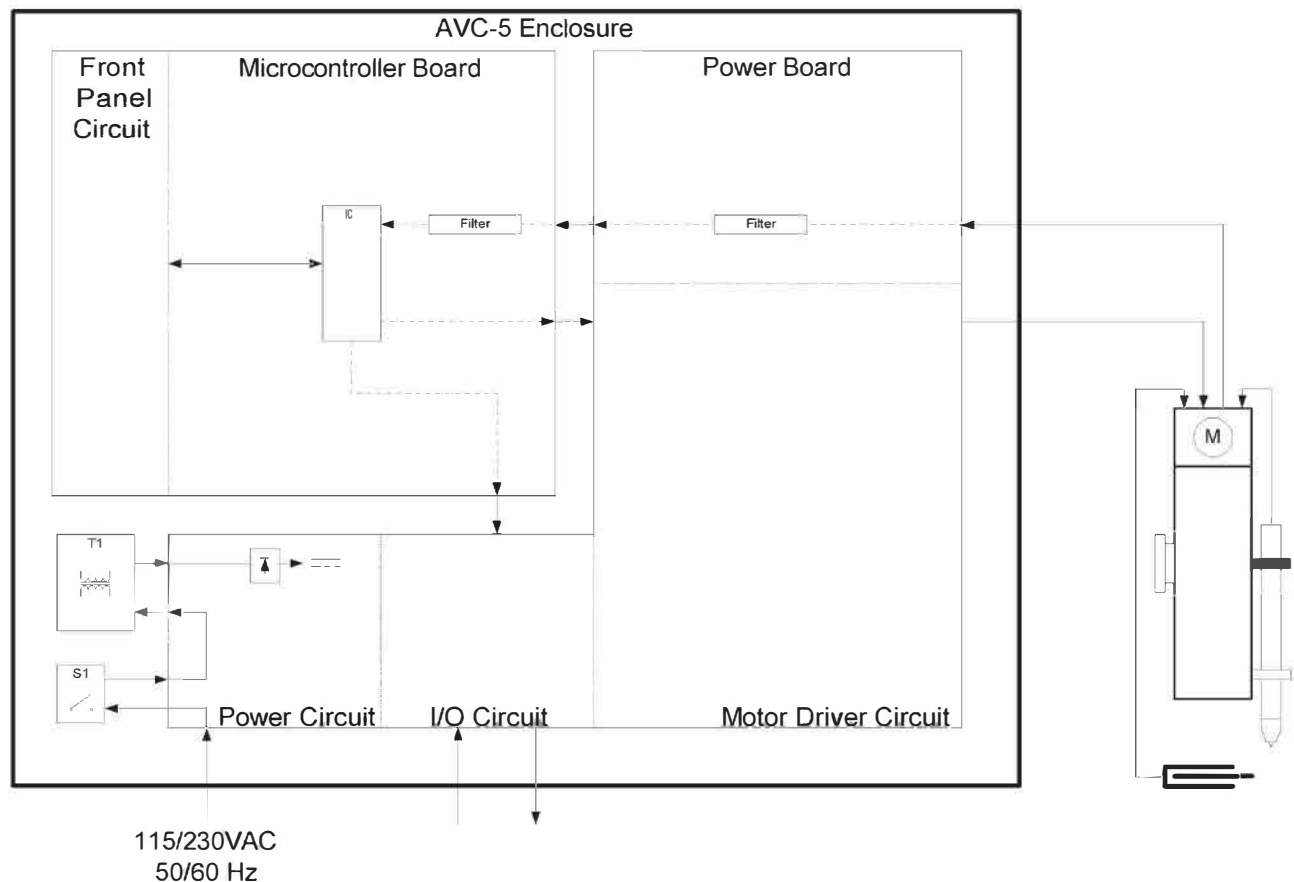 AVC-5 Enclosure
Front
Panel
Circuit
Microcontroller Board
Power Board
IC
Filter
Filter
M
T1
S1
Power Circuit
I/O Circuit
Motor Driver Circuit
115/230VAC
50/60 Hz